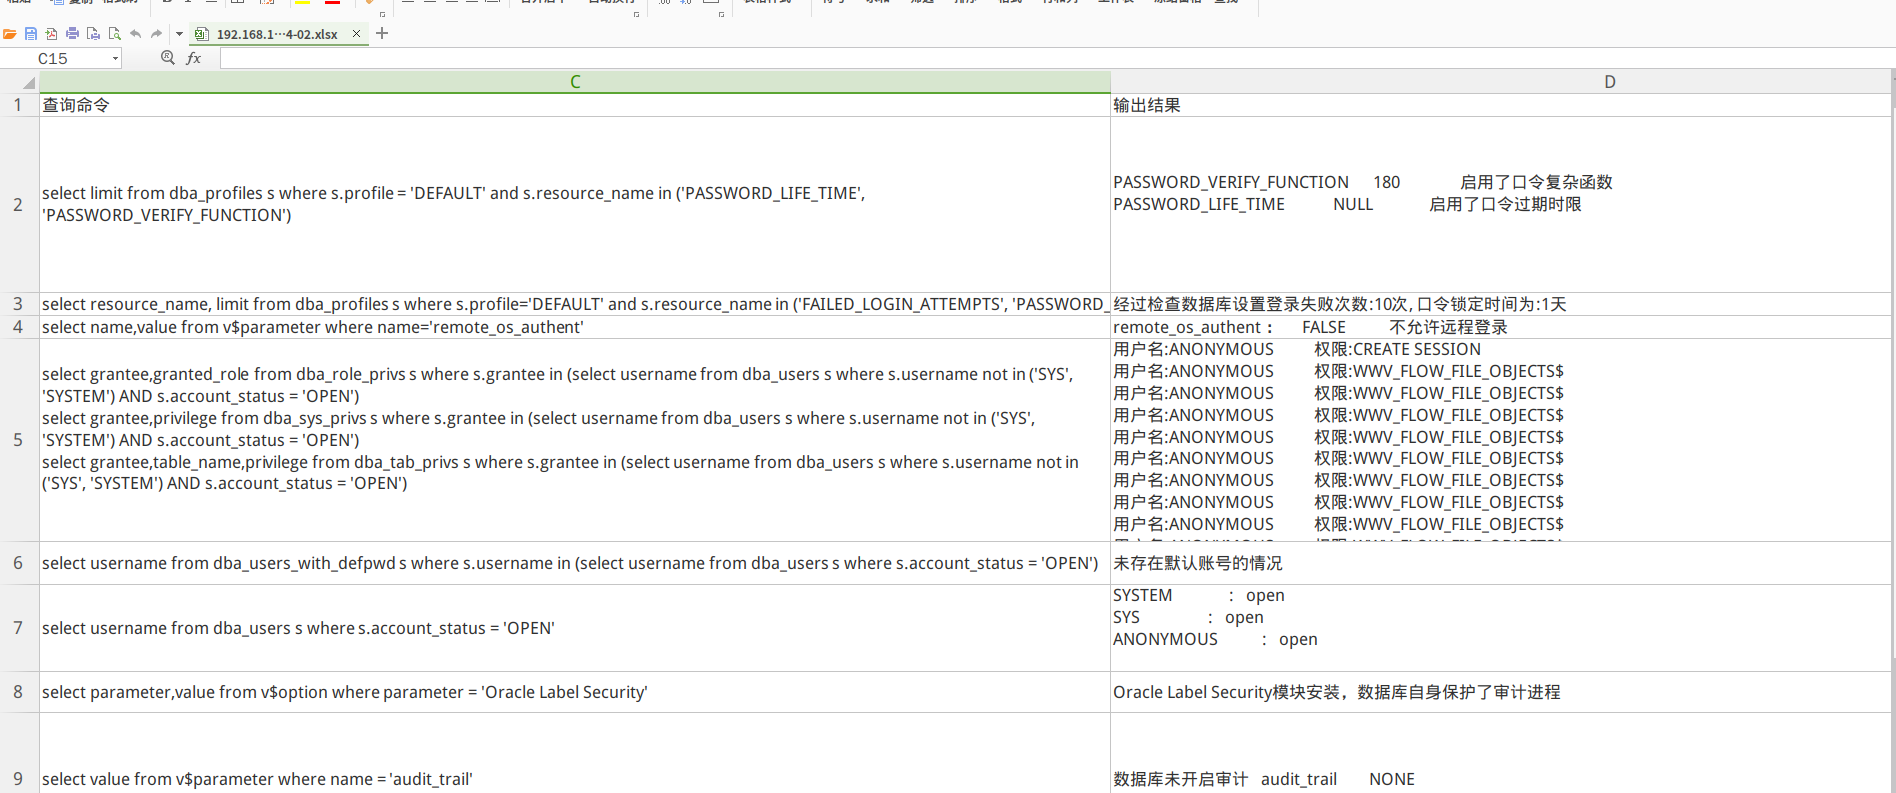 192.168.1···4-02.xlsx
C15
fx
C D
1 查询命令 输出结果
2
select limit from dba_profiles s where s.profile = 'DEFAULT' and s.resource_name in ('PASSWORD_LIFE_TIME',
'PASSWORD_VERIFY_FUNCTION')
PASSWORD_VERIFY_FUNCTION 180 启用了口令复杂函数
PASSWORD_LIFE_TIME NULL 启用了口令过期时限
3 select resource_name, limit from dba_profiles s where s.profile='DEFAULT' and s.resource_name in ('FAILED_LOGIN_ATTEMPTS', 'PASSWORD_ 经过检查数据库设置登录失败次数:10次, 口令锁定时间为:1天
4 select name,value from v$parameter where name='remote_os_authent' remote_os_authent： FALSE 不允许远程登录
5
select grantee,granted_role from dba_role_privs s where s.grantee in (select username from dba_users s where s.username not in ('SYS',
'SYSTEM') AND s.account_status = 'OPEN')
select grantee,privilege from dba_sys_privs s where s.grantee in (select username from dba_users s where s.username not in ('SYS',
'SYSTEM') AND s.account_status = 'OPEN')
select grantee,table_name,privilege from dba_tab_privs s where s.grantee in (select username from dba_users s where s.username not in
('SYS', 'SYSTEM') AND s.account_status = 'OPEN')
用户名:ANONYMOUS 权限:CREATE SESSION
用户名:ANONYMOUS 权限:WWV_FLOW_FILE_OBJECTS$
用户名:ANONYMOUS 权限:WWV_FLOW_FILE_OBJECTS$
用户名:ANONYMOUS 权限:WWV_FLOW_FILE_OBJECTS$
用户名:ANONYMOUS 权限:WWV_FLOW_FILE_OBJECTS$
用户名:ANONYMOUS 权限:WWV_FLOW_FILE_OBJECTS$
用户名:ANONYMOUS 权限:WWV_FLOW_FILE_OBJECTS$
用户名:ANONYMOUS 权限:WWV_FLOW_FILE_OBJECTS$
用户名:ANONYMOUS 权限:WWV_FLOW_FILE_OBJECTS$
6 select username from dba_users_with_defpwd s where s.username in (select username from dba_users s where s.account_status = 'OPEN') 未存在默认账号的情况
7 select username from dba_users s where s.account_status = 'OPEN'
SYSTEM : open
SYS : open
ANONYMOUS : open
8 select parameter,value from v$option where parameter = 'Oracle Label Security' Oracle Label Security模块安装，数据库自身保护了审计进程
9 select value from v$parameter where name = 'audit_trail' 数据库未开启审计 audit_trail NONE